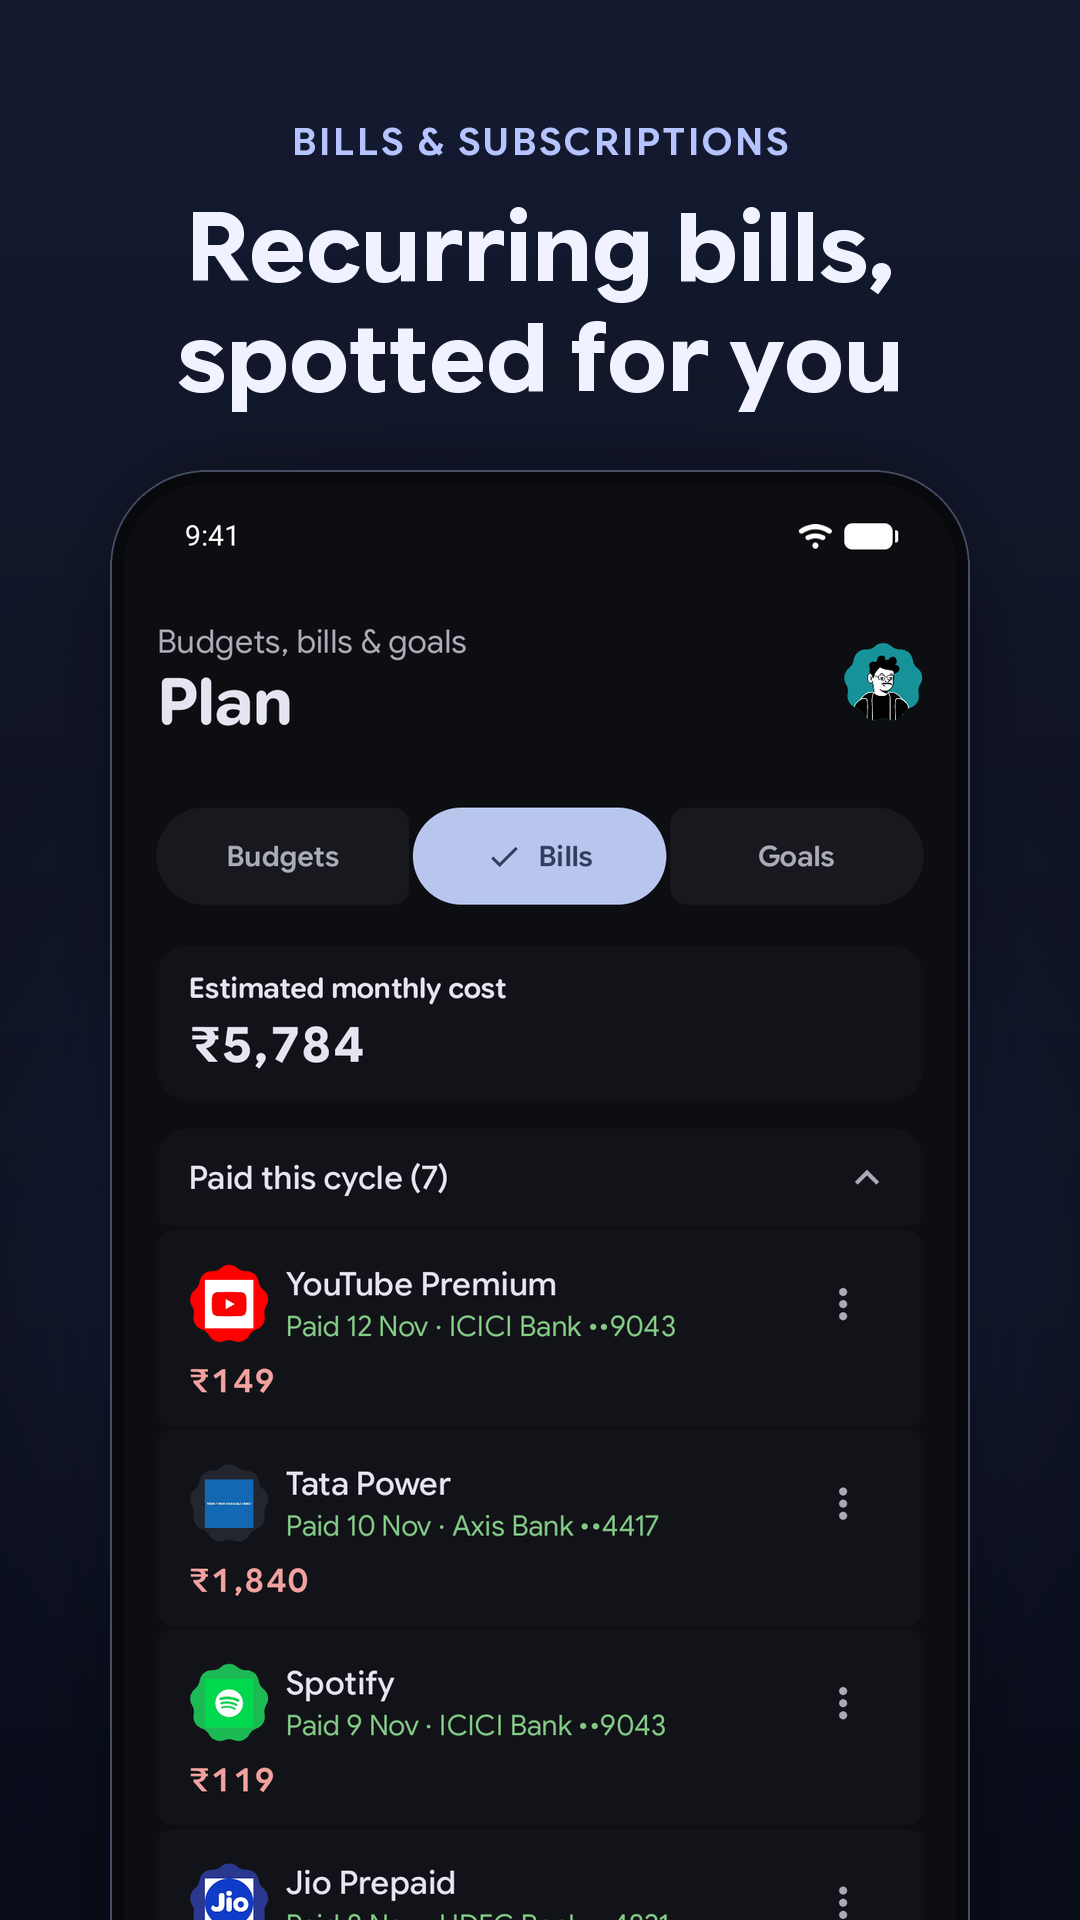 BILLS & SUBSCRIPTIONS
Recurring bills,
spotted for you
9:41
Budgets, bills & goals
Plan
Budgets
Bills
Goals
Estimated monthly cost
₹5,784
Paid this cycle (7)
YouTube Premium
Paid 12 Nov · ICICI Bank ••9043
₹149
Tata Power
Paid 10 Nov · Axis Bank ••4417
₹1,840
Spotify
Paid 9 Nov · ICICI Bank ••9043
₹119
Jio
Jio Prepaid